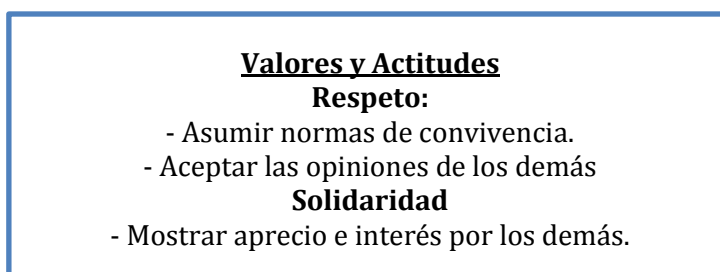 Valores y Actitudes
Respeto:
- Asumir normas de convivencia.
- Aceptar las opiniones de los demás
Solidaridad
- Mostrar aprecio e interés por los demás.